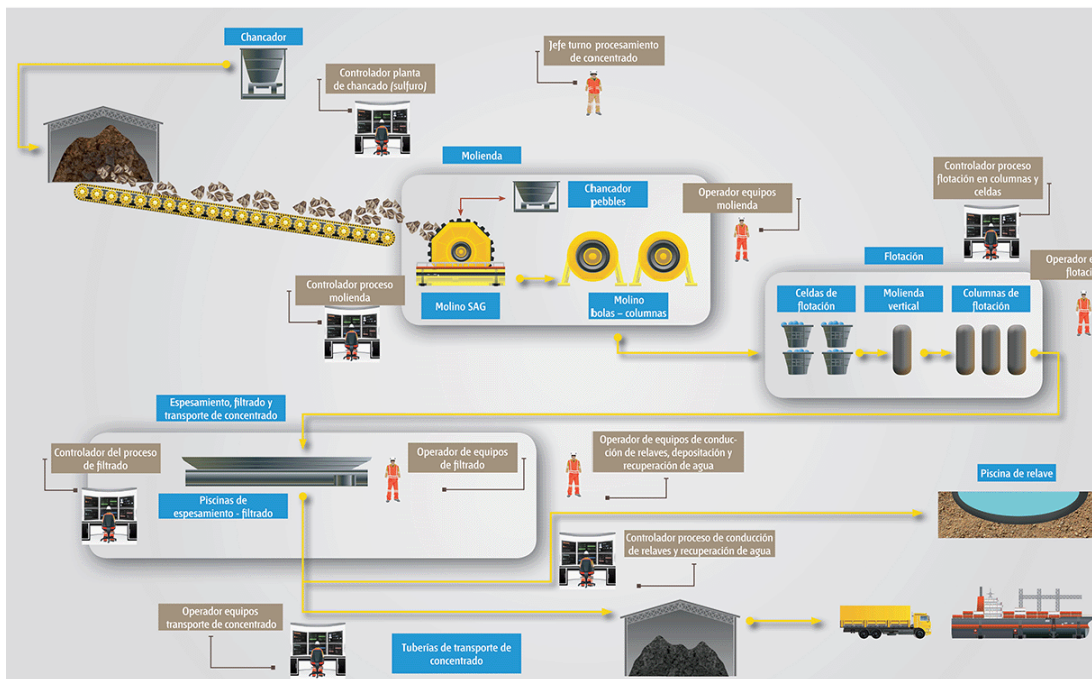 Chancador
Jefe turno procesamiento
de concentrado
Controlador planta
de chancado (sulfuro)
Molienda
Controlador proceso
flotación en columnas y
celdas
Chancador
pebbles
Operador equipos
molienda
Flotación
Controlador proceso
molienda
Molino SAG
Molino
bolas – columnas
Celdas de
flotación
Molienda
vertical
Columnas de
flotación
Operador e
flotaci
Espesamiento, filtrado y
transporte de concentrado
Controlador del proceso
de filtrado
Operador de equipos
de filtrado
Operador de equipos de conduc-
ción de relaves, depositación y
recuperación de agua
Piscina de relave
Piscinas de
espesamiento - filtrado
Controlador proceso de conducción
de relaves y recuperación de agua
Operador equipos
transporte de concentrado
Tuberías de transporte de
concentrado